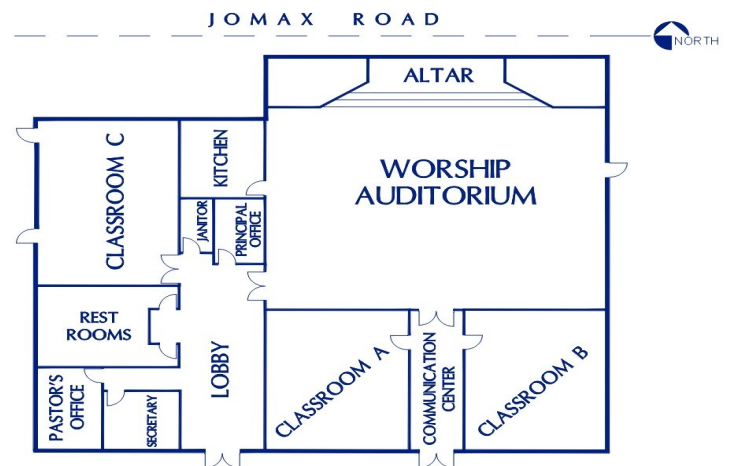 JOMAX ROAD
NORTH
ALTAR
CLASSROOM C
KITCHEN
WORSHIP
AUDITORIUM
JANITOR
PRINCIPAL
OFFICE
REST
ROOMS
LOBBY
CLASSROOM A
COMMUNICATION
CENTER
CLASSROOM B
PASTOR'S
OFFICE
SECRETARY